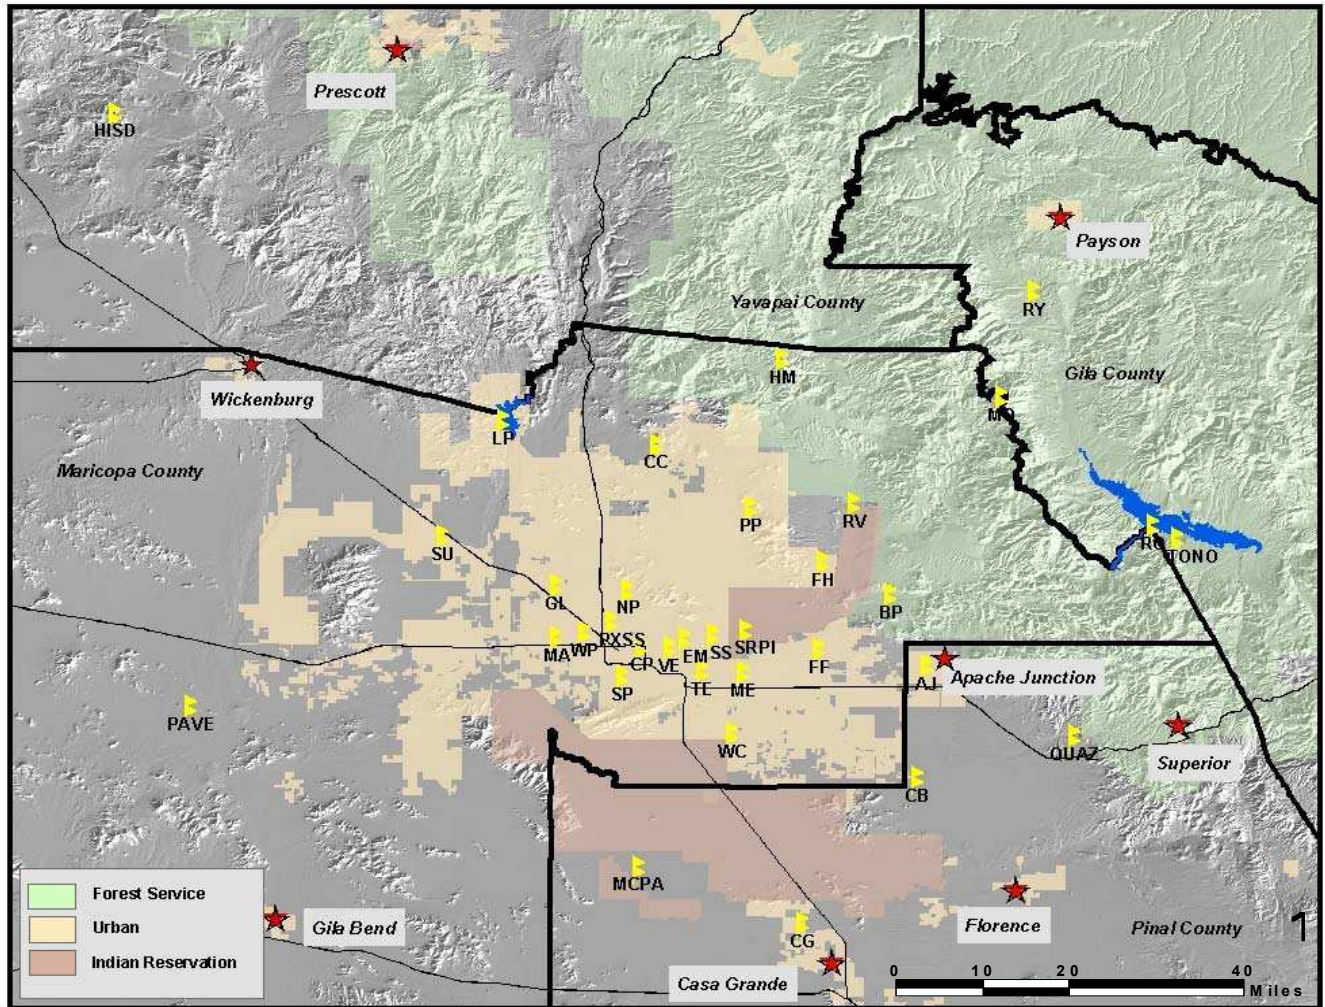 Prescott
HISD
Payson
RY
Yavapai County
HM
Gila County
Wickenburg
MO
LP
Maricopa County
CC
PP
RV
SU
RO
TONO
FH
GL
NP
BP
PXSS
MA
WP
CP
VE
EM
SS
SRPI
FF
SP
TE
ME
AJ
Apache Junction
PAVE
WC
QUAZ
Superior
CB
MCPA
Forest Service
Urban
Indian Reservation
Gila Bend
CG
Florence
Pinal County
1
Casa Grande
0 10 20 40
Miles